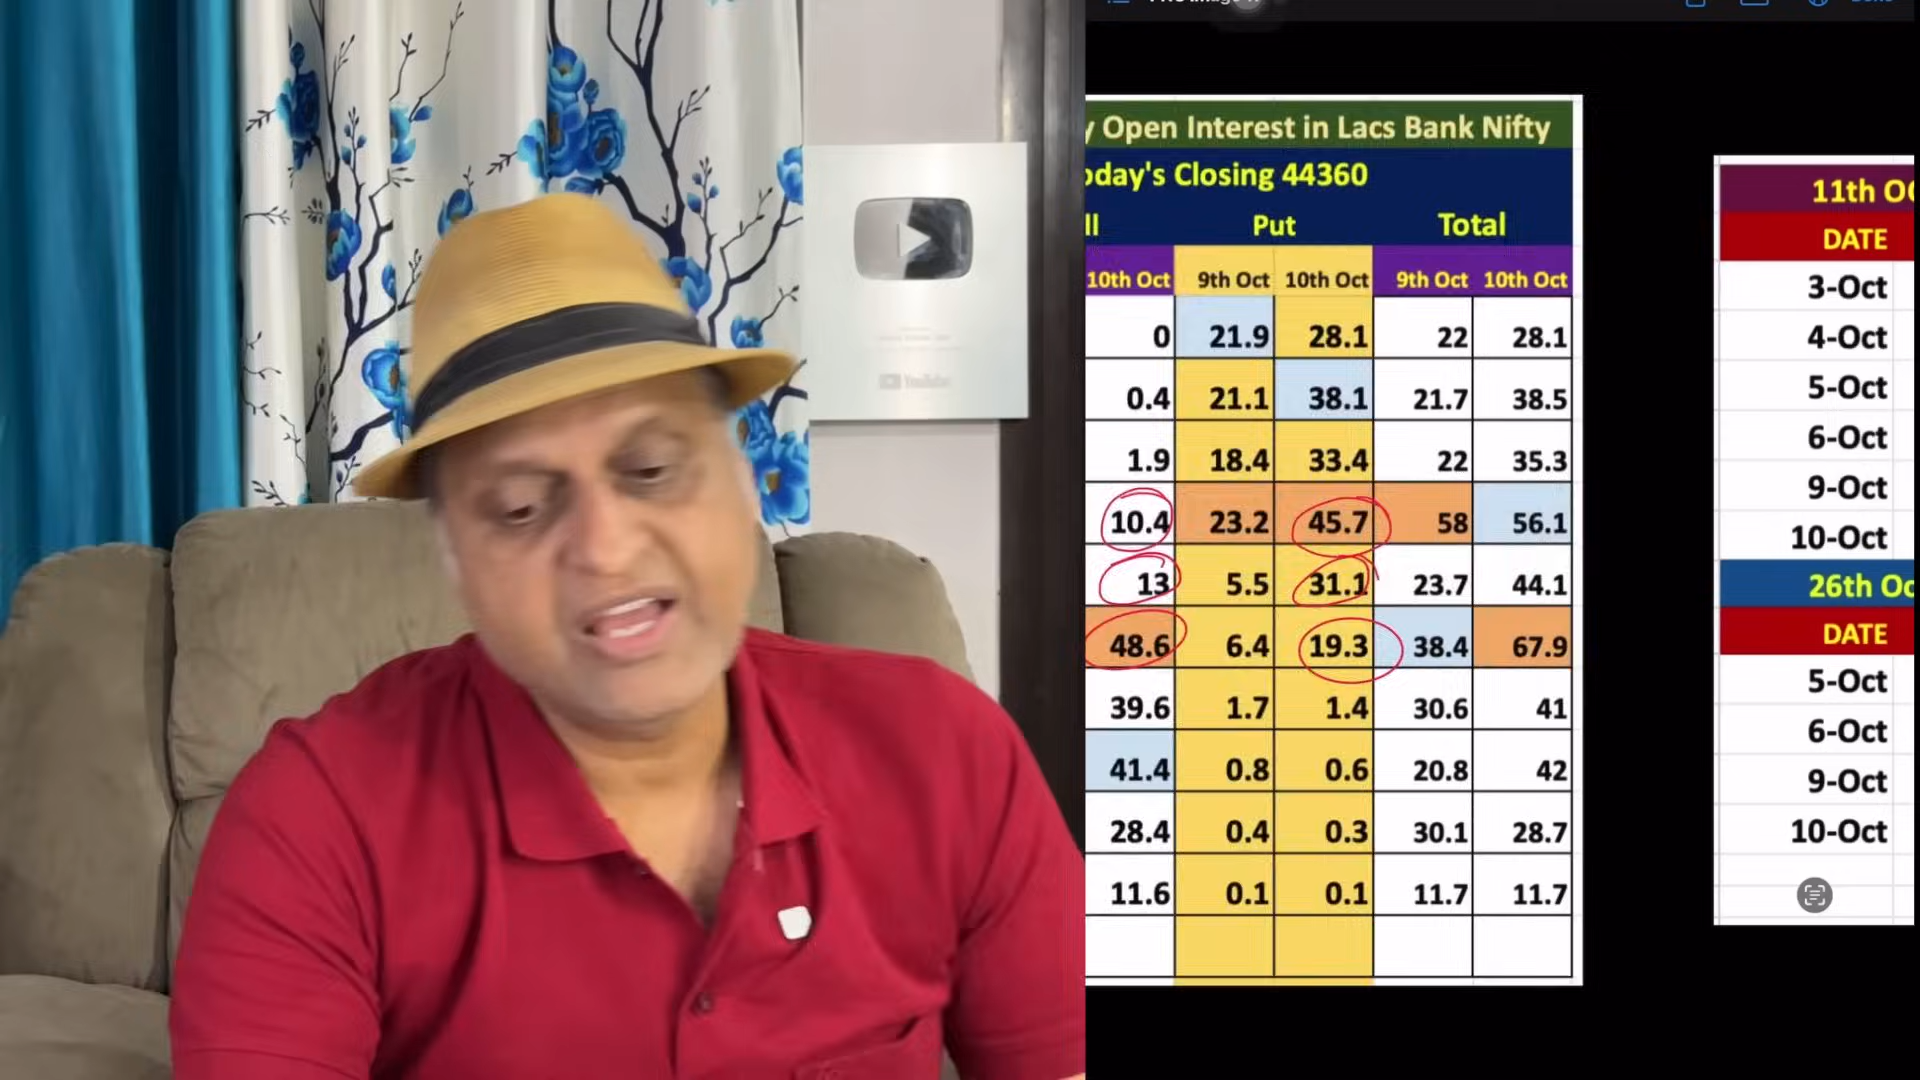 y Open Interest in Lacs Bank Nifty
oday's Closing 44360
ll Put Total
10th Oct 9th Oct 10th Oct 9th Oct 10th Oct
0 21.9 28.1 22 28.1
0.4 21.1 38.1 21.7 38.5
1.9 18.4 33.4 22 35.3
10.4 23.2 45.7 58 56.1
13 5.5 31.1 23.7 44.1
48.6 6.4 19.3 38.4 67.9
39.6 1.7 1.4 30.6 41
41.4 0.8 0.6 20.8 42
28.4 0.4 0.3 30.1 28.7
11.6 0.1 0.1 11.7 11.7
11th O
DATE
3-Oct
4-Oct
5-Oct
6-Oct
9-Oct
10-Oct
26th Oc
DATE
5-Oct
6-Oct
9-Oct
10-Oct
YouTube